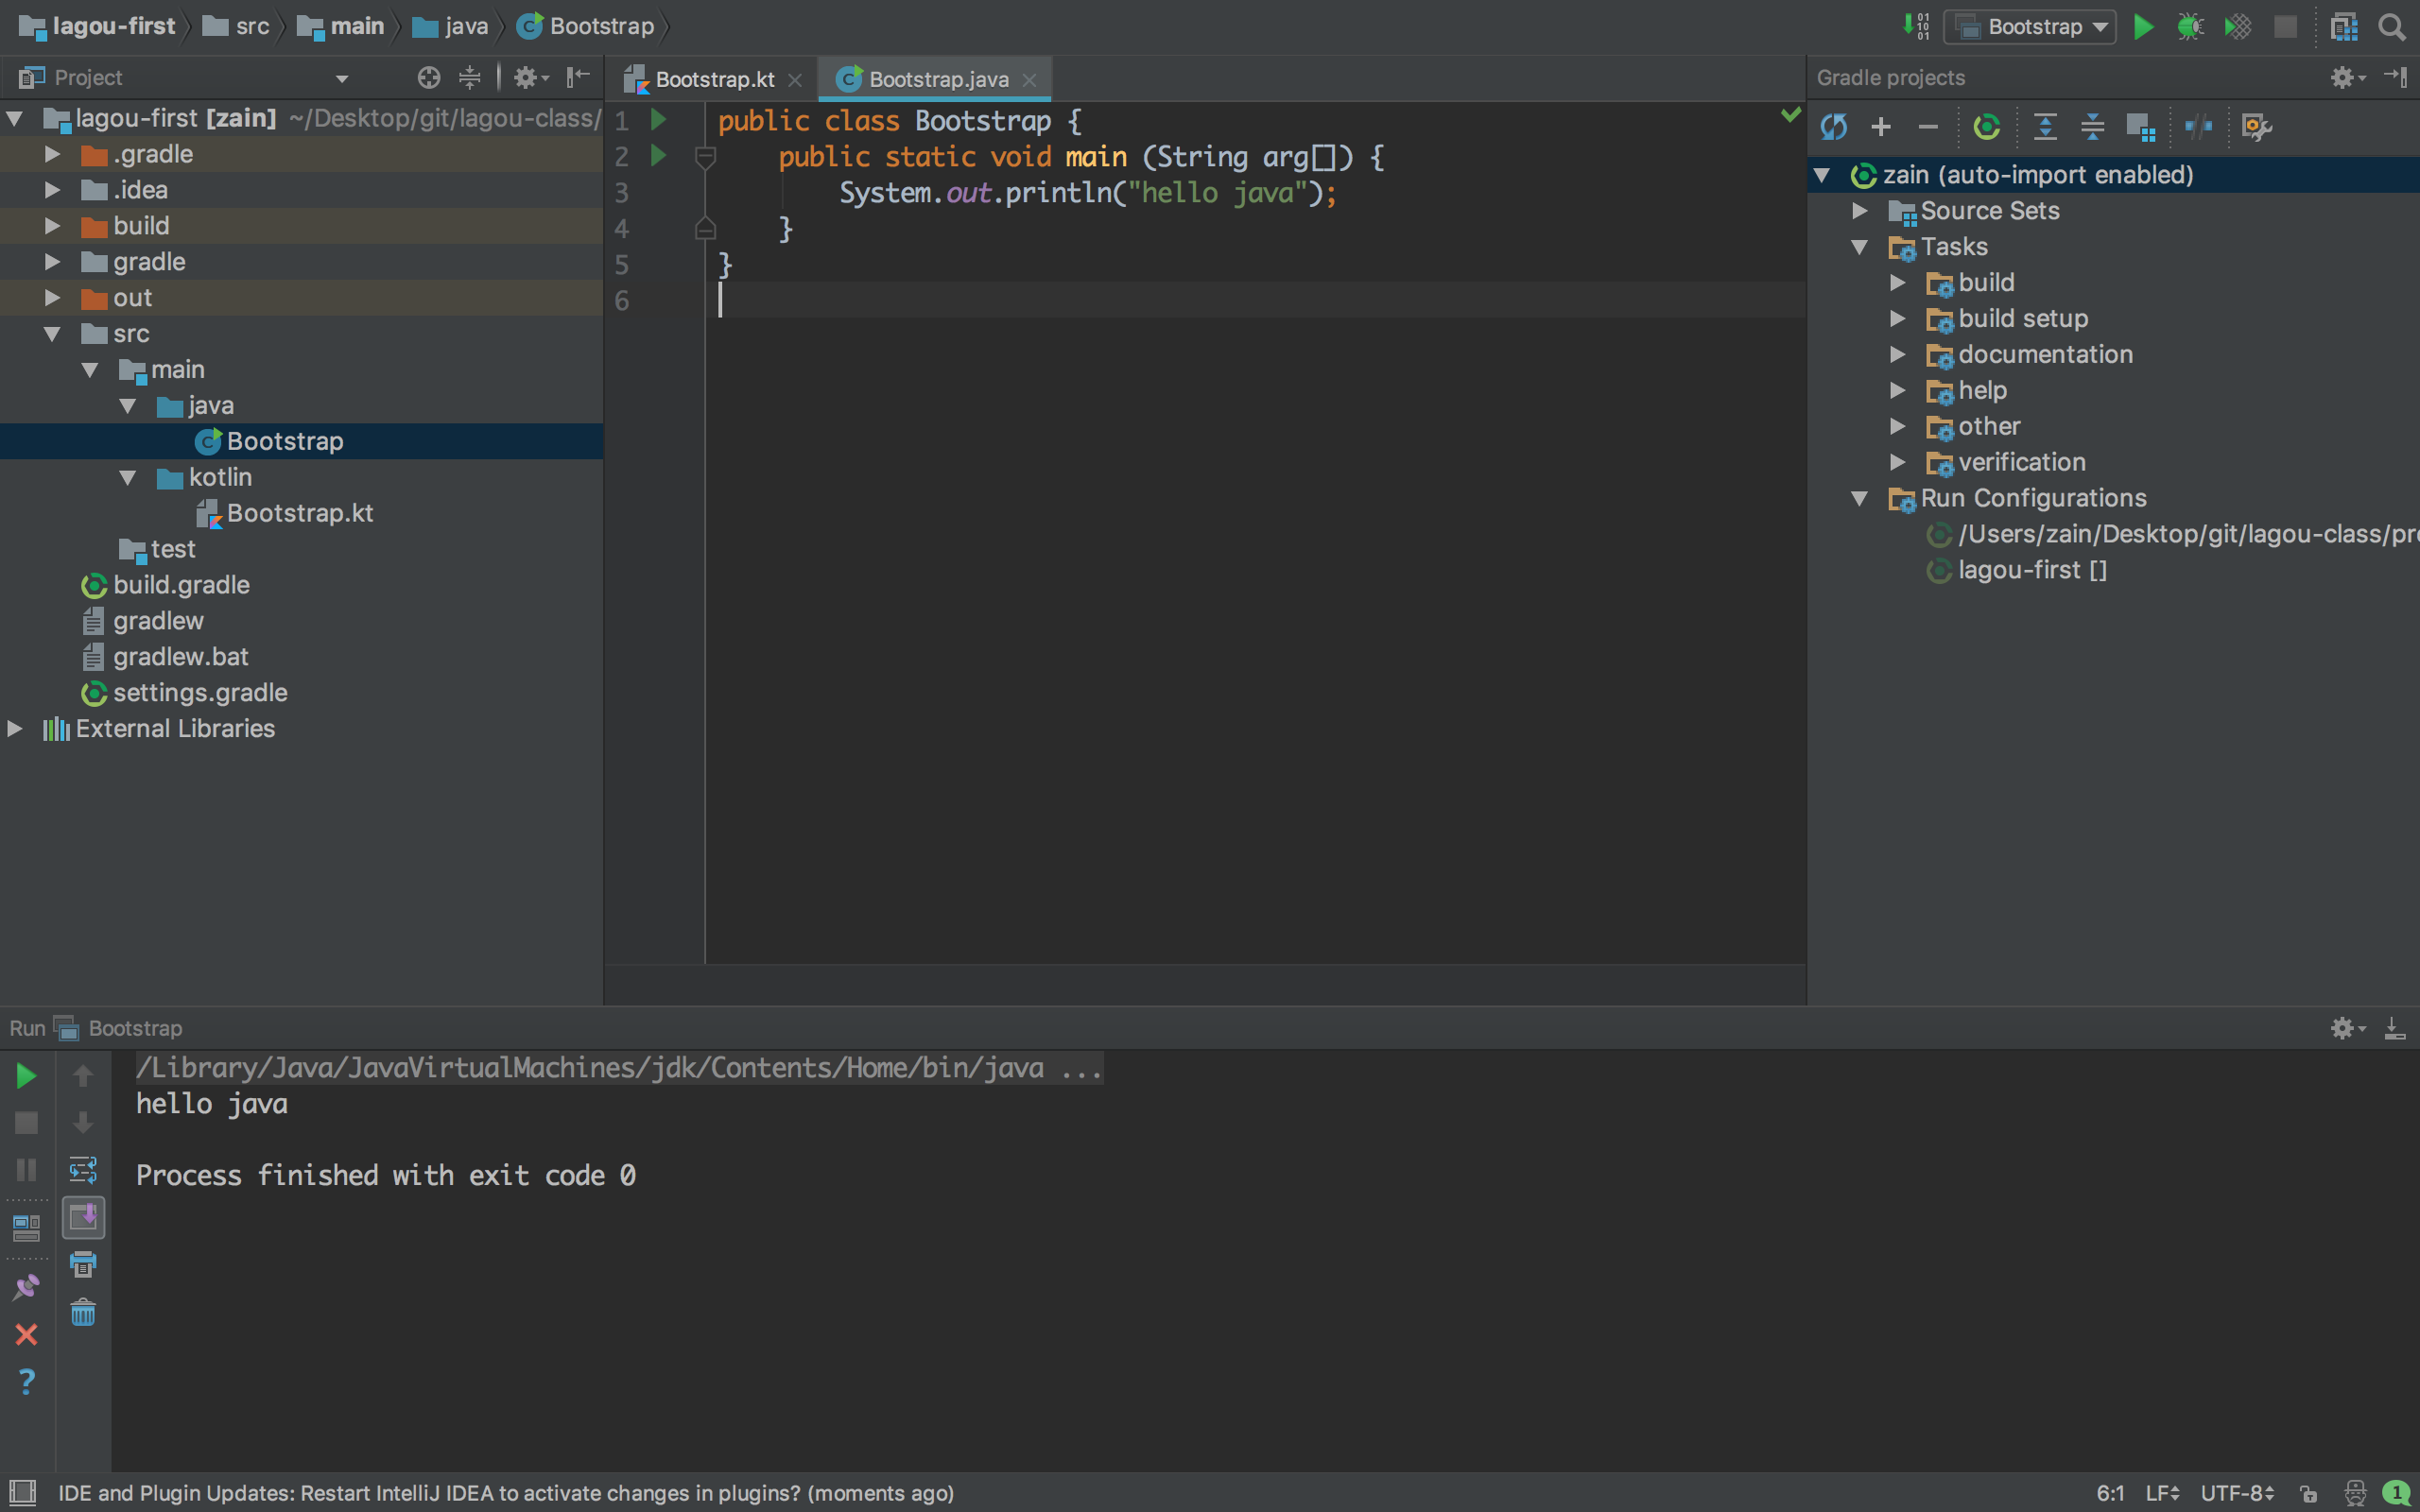 lagou-first src main java Bootstrap
Bootstrap
Project
Bootstrap.kt Bootstrap.java
Gradle projects
lagou-first [zain] ~/Desktop/git/lagou-class/
.gradle
.idea
build
gradle
out
src
main
java
Bootstrap
kotlin
Bootstrap.kt
test
build.gradle
gradlew
gradlew.bat
settings.gradle
External Libraries
1 public class Bootstrap {
2 public static void main (String arg[]) {
3 System.out.println("hello java");
4 }
5 }
6
zain (auto-import enabled)
Source Sets
Tasks
build
build setup
documentation
help
other
verification
Run Configurations
/Users/zain/Desktop/git/lagou-class/pr
lagou-first []
Run Bootstrap
/Library/Java/JavaVirtualMachines/jdk/Contents/Home/bin/java ...
hello java
Process finished with exit code 0
IDE and Plugin Updates: Restart IntelliJ IDEA to activate changes in plugins? (moments ago)
6:1 LF UTF-8 1